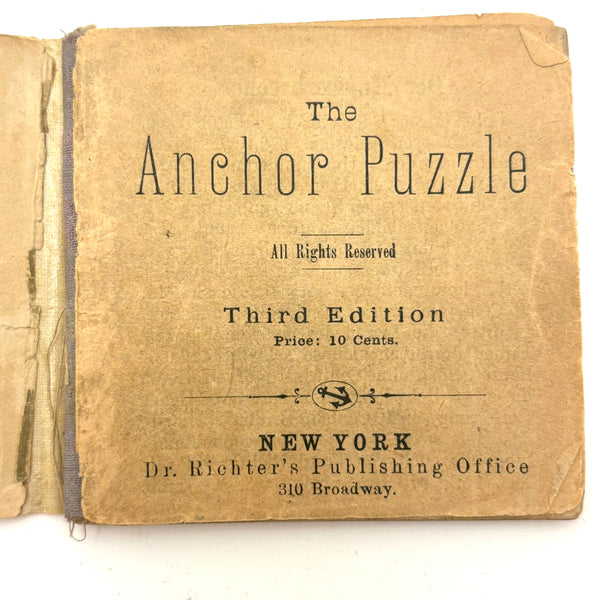 The
Anchor Puzzle
All Rights Reserved
Third Edition
Price: 10 Cents.
NEW YORK
Dr. Richter's Publishing Office
310 Broadway.